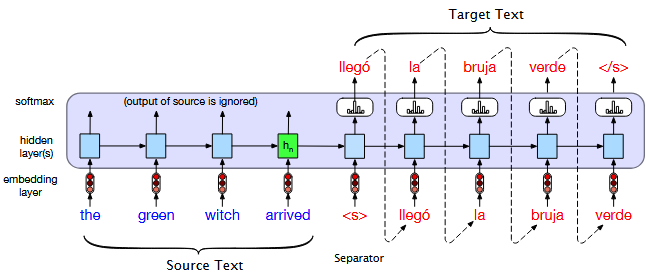 Target Text
llegó la bruja verde </s>
softmax (output of source is ignored)
hidden layer(s) hn
embedding layer
the green witch arrived <s> llegó la bruja verde
Source Text Separator